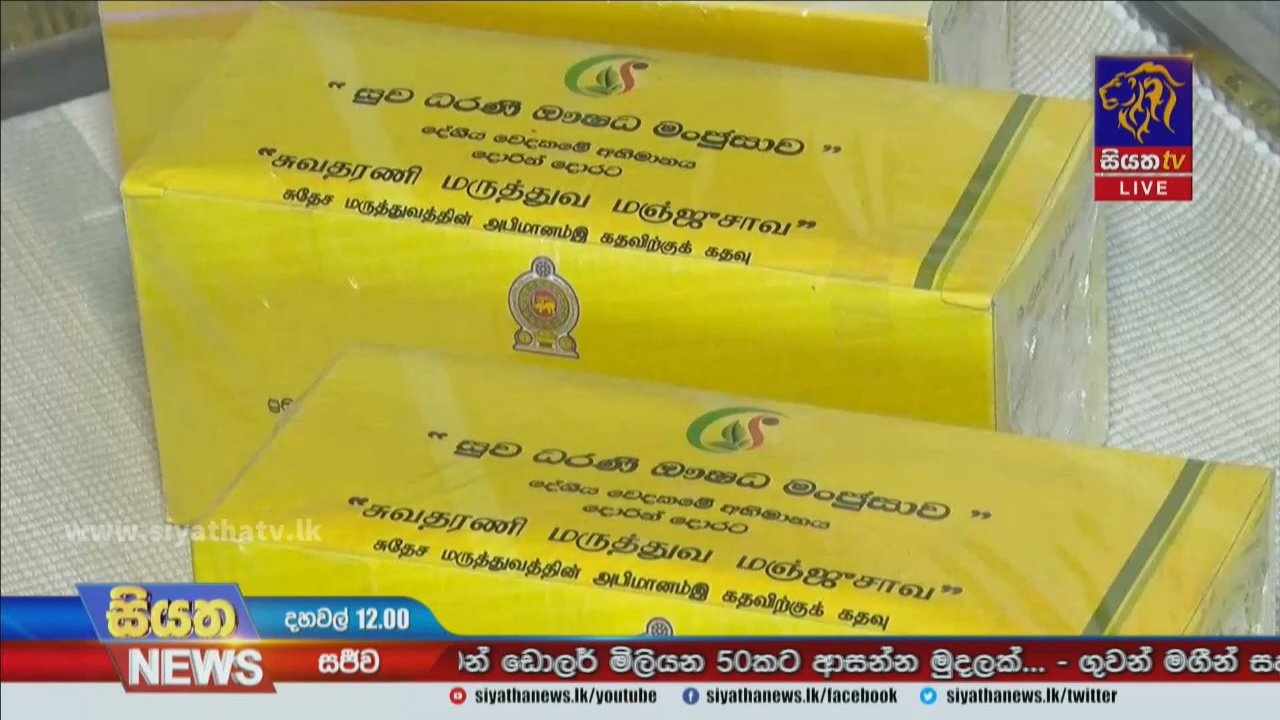 “ සුව ධරණී ඖෂධ මංජුසාව ”
දේශීය වෙදකමේ අභිමානය
දොරින් දොරට
“சுவதரணி மருத்துவ மஞ்ஜுசாவ”
சுதேச மருத்துவத்தின் அபிமானம்இ கதவிற்குக் கதவு
සියත tv
LIVE
“ සුව ධරණී ඖෂධ මංජුසාව ”
දේශීය වෙදකමේ අභිමානය
දොරින් දොරට
“சுவதரணி மருத்துவ மஞ்ஜுசாவ”
சுதேச மருத்துவத்தின் அபிமானம்இ கதவிற்குக் கதவு
www.siyathatv.lk
සියත
NEWS
දහවල් 12.00
සජීව
ඩොලර් මිලියන 50කට ආසන්න මුදලක්... - ගුවන් මගීන්
siyathanews.lk/youtube siyathanews.lk/facebook siyathanews.lk/twitter